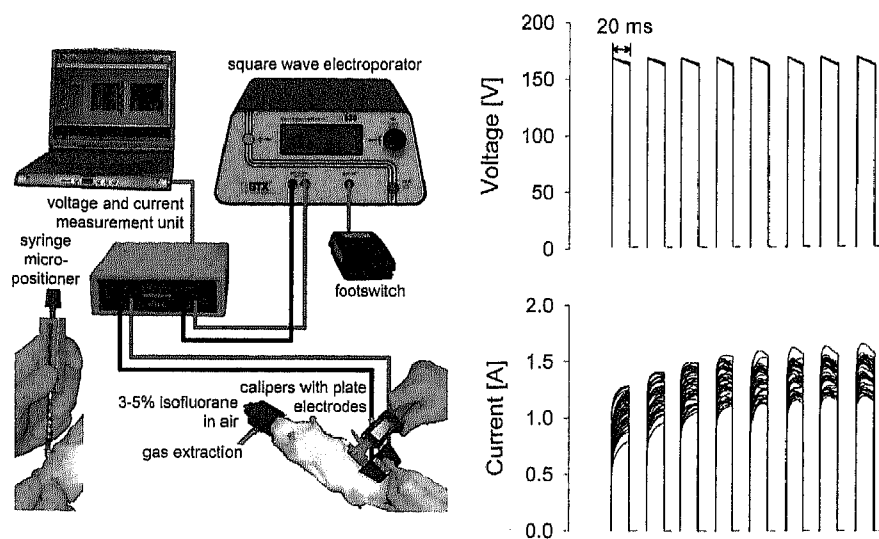 square wave electroporator
BTX
voltage and current
measurement unit
syringe
micro-
positioner
footswitch
calipers with plate
electrodes
3-5% isofluorane
in air
gas extraction
200
150
100
50
0
Voltage [V]
20 ms
2.0
1.5
1.0
0.5
0.0
Current [A]